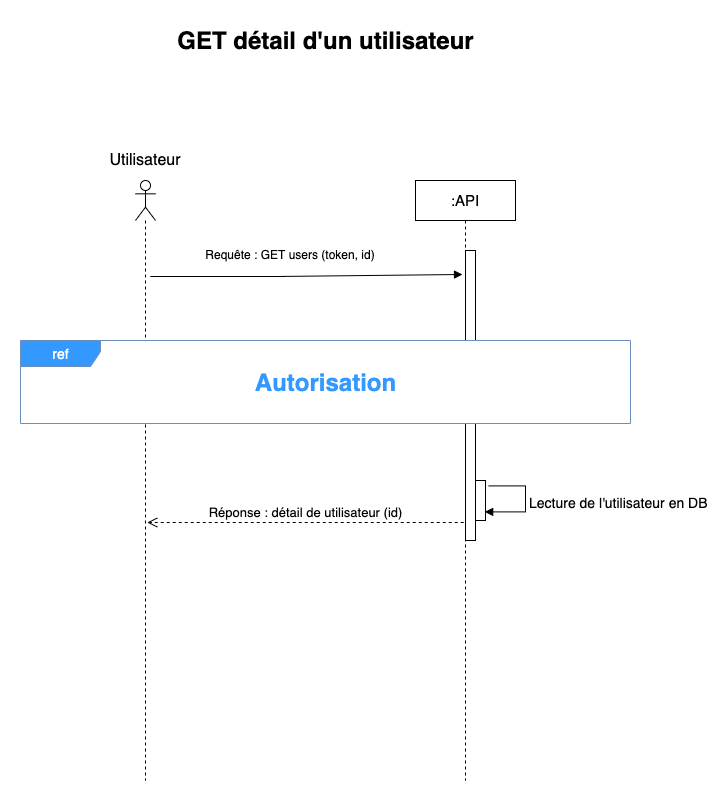 GET détail d'un utilisateur
Utilisateur
:API
Requête : GET users (token, id)
ref
Autorisation
Lecture de l'utilisateur en DB
Réponse : détail de utilisateur (id)